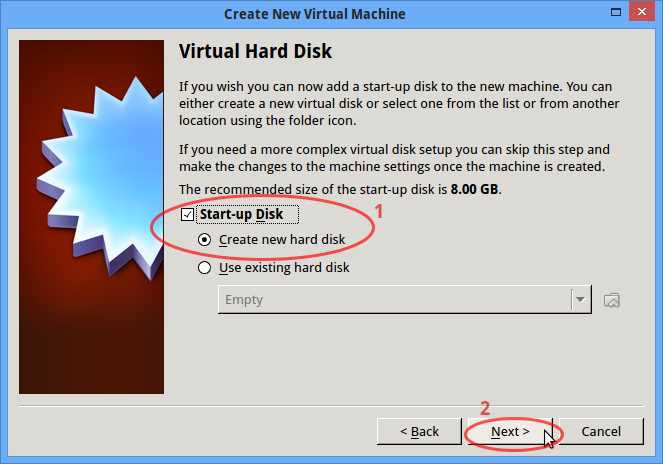 Create New Virtual Machine
Virtual Hard Disk
If you wish you can now add a start-up disk to the new machine. You can
either create a new virtual disk or select one from the list or from another
location using the folder icon.
If you need a more complex virtual disk setup you can skip this step and
make the changes to the machine settings once the machine is created.
The recommended size of the start-up disk is 8.00 GB.
Start-up Disk
1
Create new hard disk
Use existing hard disk
Empty
2
< Back
Next >
Cancel